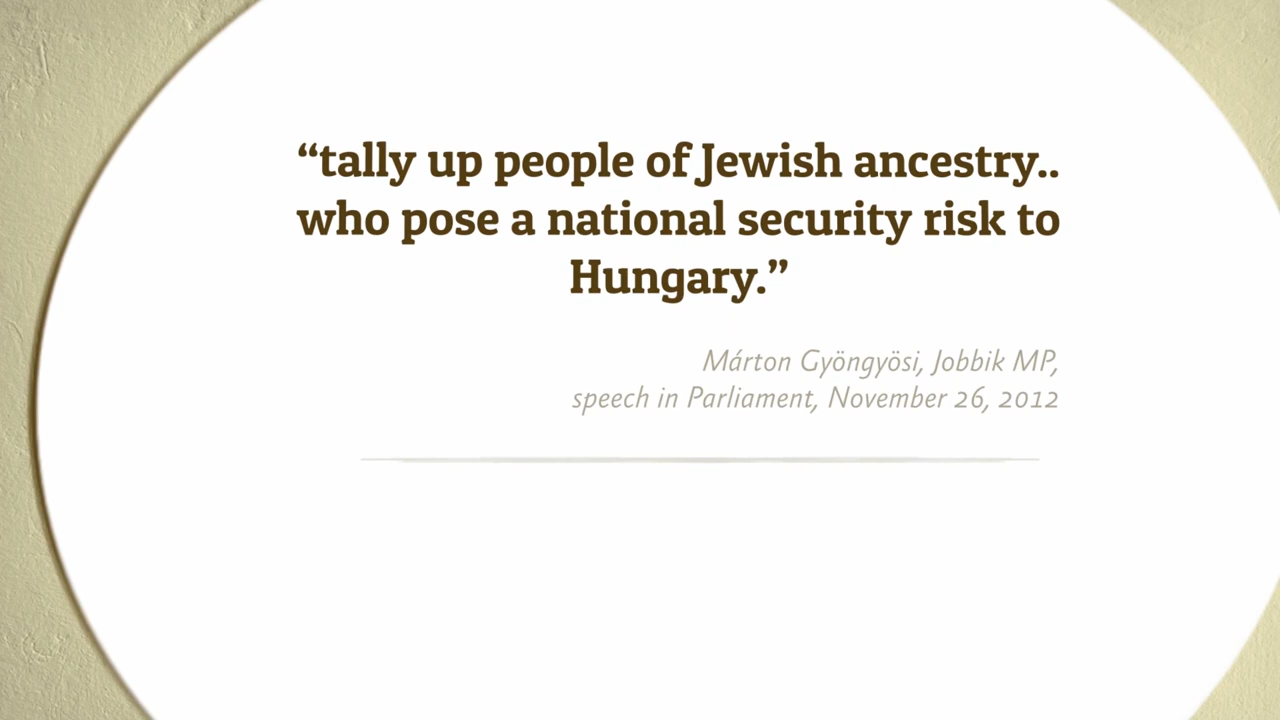 “tally up people of Jewish ancestry..
who pose a national security risk to
Hungary.”
Márton Gyöngyösi, Jobbik MP,
speech in Parliament, November 26, 2012